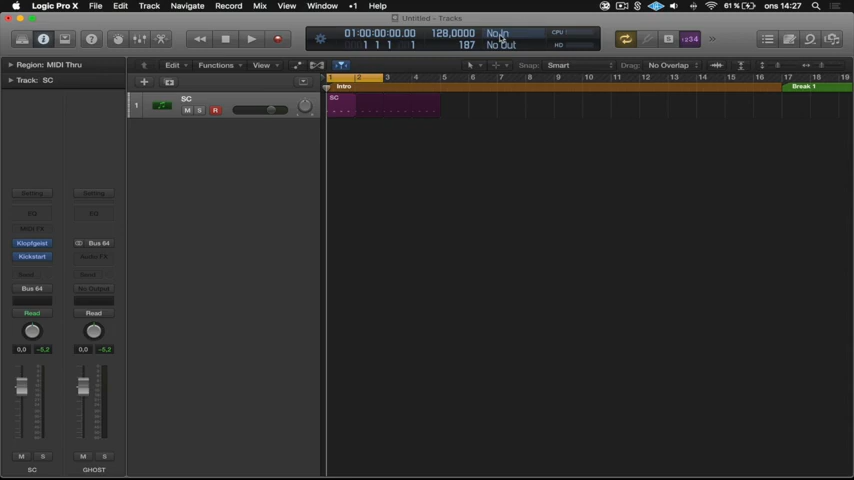 Logic Pro X File Edit Track Navigate Record Mix View Window •1 Help 61 % ons 14:27
Untitled - Tracks
01:00:00:00.00 128,0000 No In CPU
1 1 1 1 187 No Out HD
1234
Region: MIDI Thru
Edit Functions View Snap: Smart Drag: No Overlap
Track: SC
1 2 3 4 5 6 7 8 9 10 11 12 13 14 15 16 17 18 19
Intro Break 1
1 SC
M S R
SC
Setting Setting
EQ EQ
MIDI FX
Klopfgeist Bus 64
Kickstart Audio FX
Send Send
Bus 64 No Output
Read Read
0,0 -5,2 0,0 -5,2
M S M S
SC GHOST